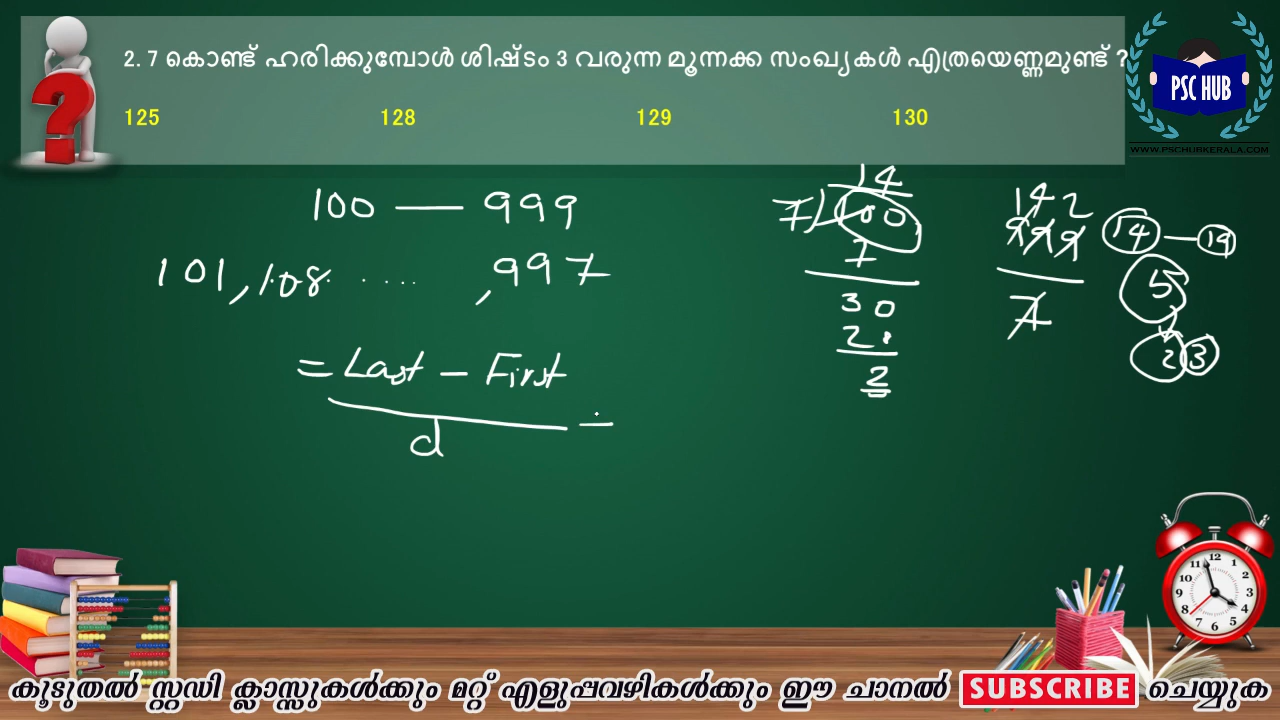 2. 7 കൊണ്ട് ഹരിക്കുമ്പോൾ ശിഷ്ടം 3 വരുന്ന മൂന്നക്ക സംഖ്യകൾ എത്രയെണ്ണമുണ്ട് ?
125 128 129 130
PSC HUB
WWW.PSCHUBKERALA.COM
100 — 999
101, 108 ..... , 997
= Last - First
d
14
7) 100
7
30
2
142
999
7
14 — 19
5
2 3
കൂടുതൽ സ്റ്റഡി ക്ലാസ്സുകൾക്കും മറ്റ് എളുപ്പവഴികൾക്കും ഈ ചാനൽ SUBSCRIBE ചെയ്യുക